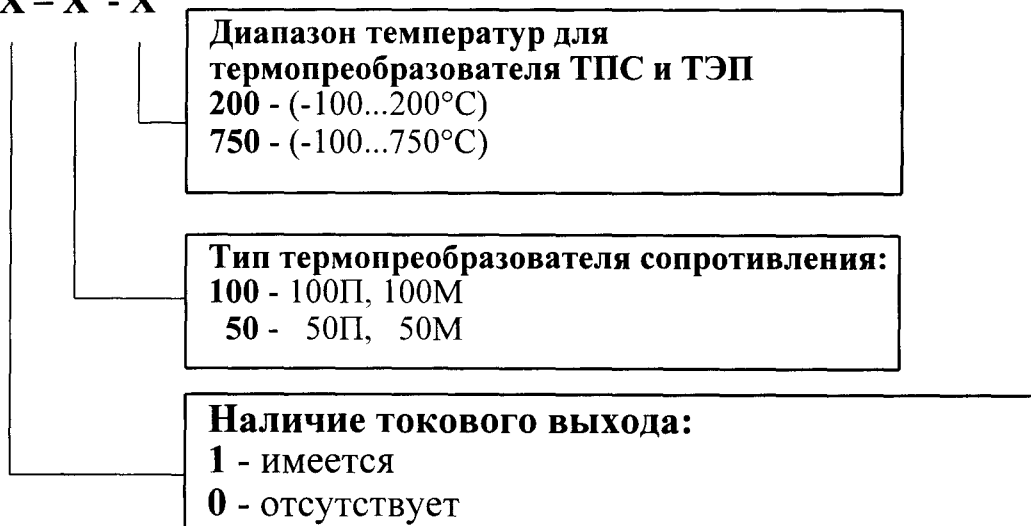 X – X - X
Диапазон температур для
термопреобразователя ТПС и ТЭП
200 - (-100...200°С)
750 - (-100...750°С)
Тип термопреобразователя сопротивления:
100 - 100П, 100М
50 - 50П, 50М
Наличие токового выхода:
1 - имеется
0 - отсутствует